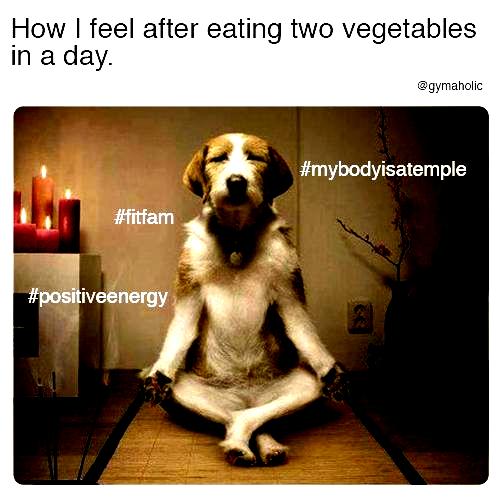 How I feel after eating two vegetables
in a day.
@gymaholic
#mybodyisatemple
#fitfam
#positiveenergy